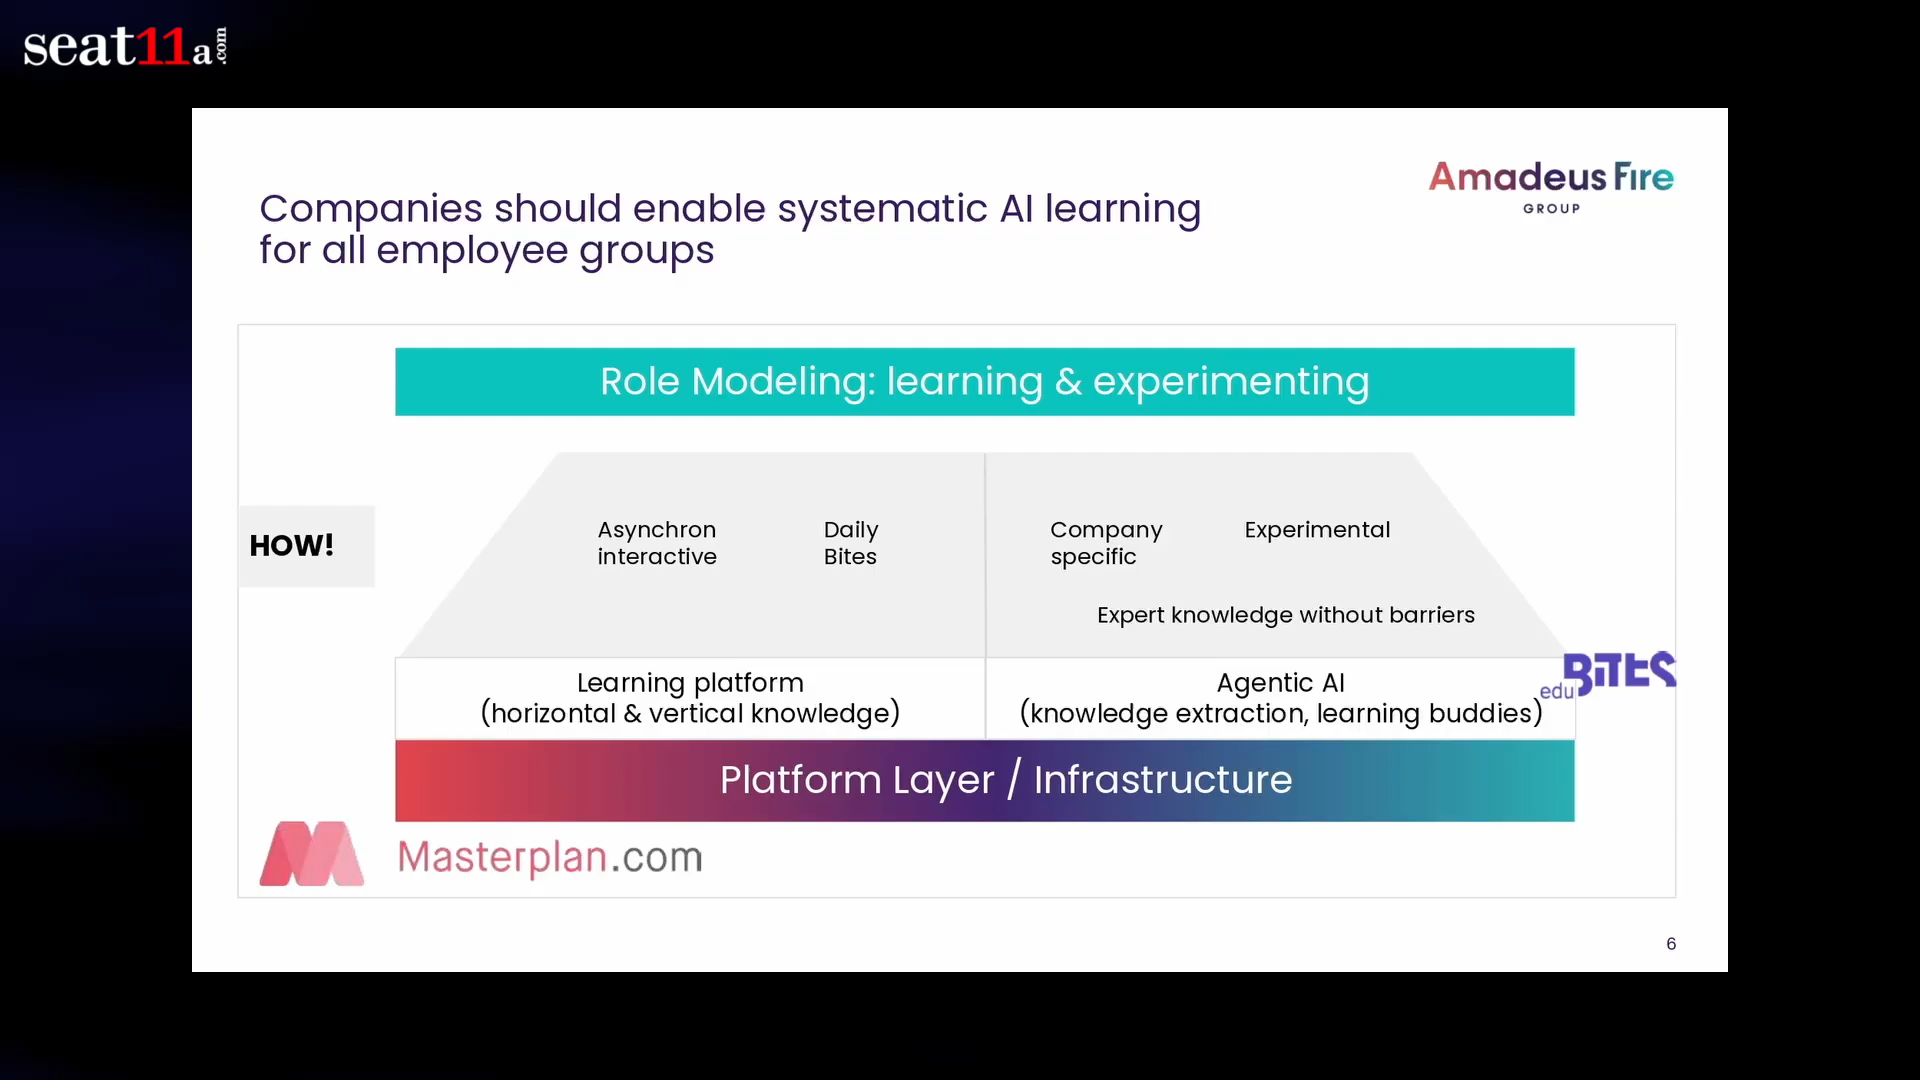 seat11a.com
Amadeus Fire
GROUP
Companies should enable systematic AI learning
for all employee groups
Role Modeling: learning & experimenting
HOW!
Asynchron
interactive
Daily
Bites
Company
specific
Experimental
Expert knowledge without barriers
Learning platform
(horizontal & vertical knowledge)
Agentic AI
(knowledge extraction, learning buddies)
eduBiTES
Platform Layer / Infrastructure
Masterplan.com
6